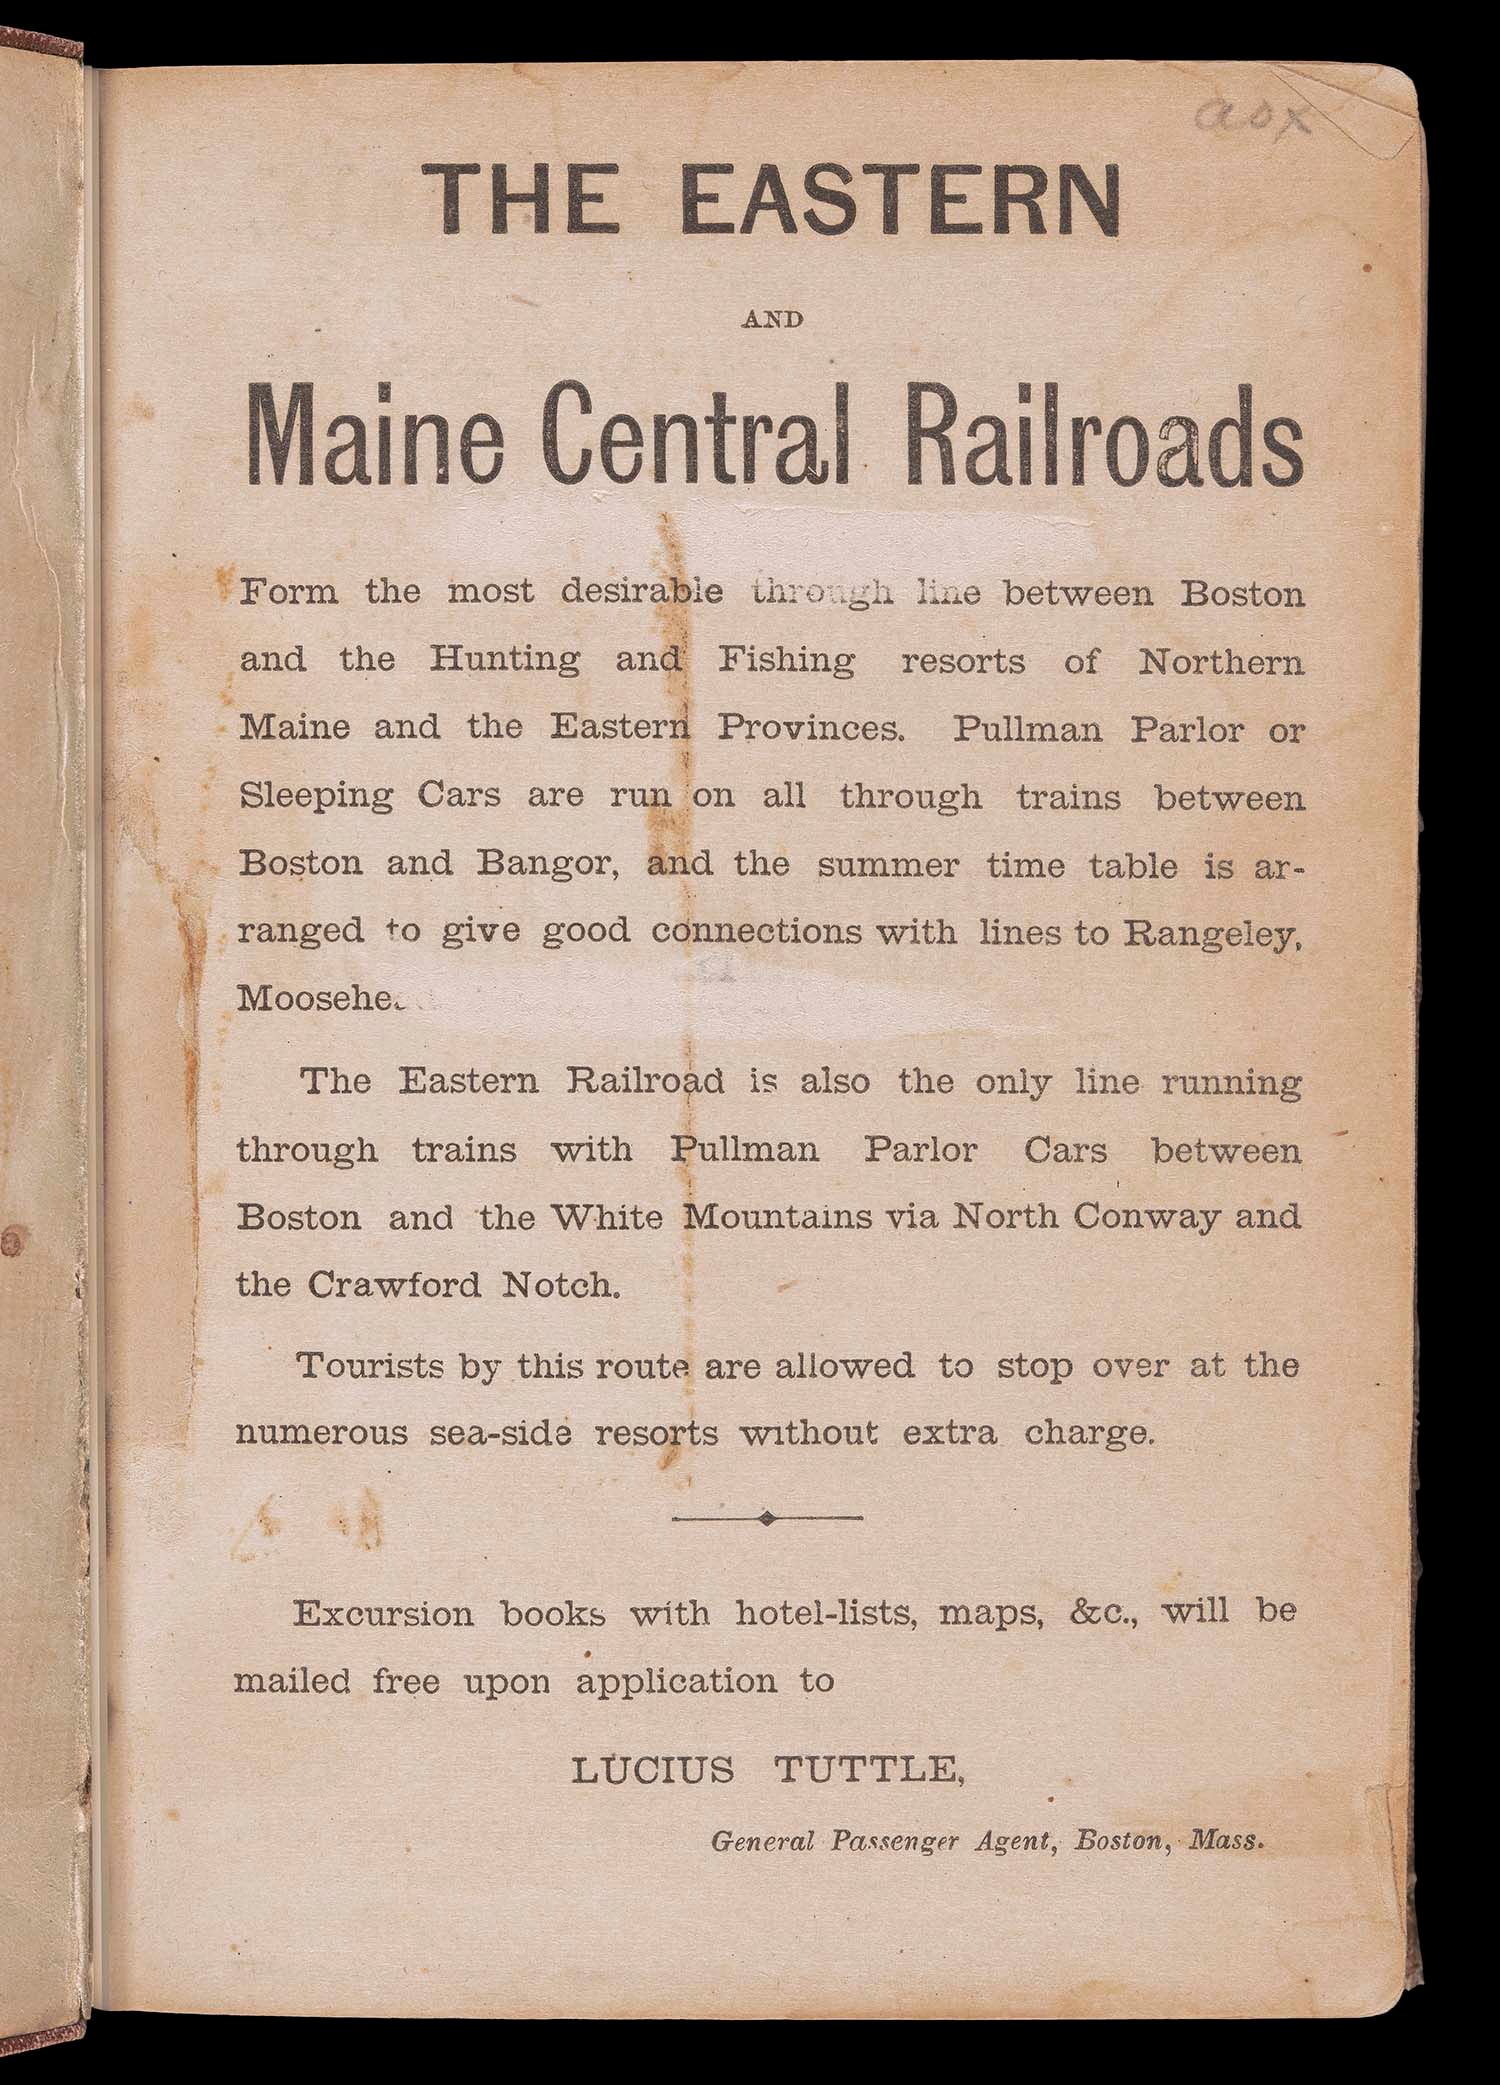 aox
THE EASTERN
AND
Maine Central Railroads
Form the most desirable through line between Boston
and the Hunting and Fishing resorts of Northern
Maine and the Eastern Provinces. Pullman Parlor or
Sleeping Cars are run on all through trains between
Boston and Bangor, and the summer time table is ar-
ranged to give good connections with lines to Rangeley,
The Eastern Railroad is also the only line running
through trains with Pullman Parlor Cars between
Boston and the White Mountains via North Conway and
the Crawford Notch.
Tourists by this route are allowed to stop over at the
numerous sea-side resorts without extra charge.
Excursion books with hotel-lists, maps, &c., will be
mailed free upon application to
LUCIUS TUTTLE,
General Passenger Agent, Boston, Mass.